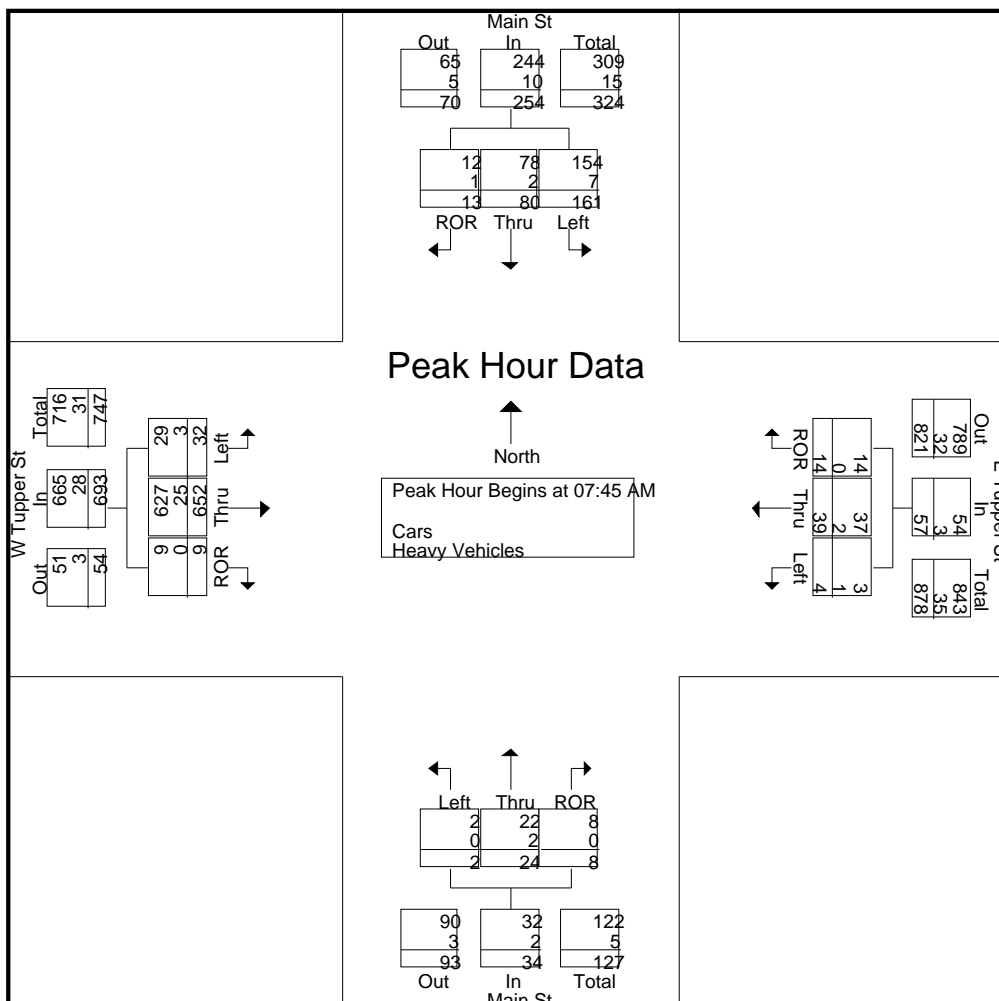 Main St
Out In Total
65 244 309
5 10 15
70 254 324
12 78 154
1 2 7
13 80 161
ROR Thru Left
Peak Hour Data
North
Peak Hour Begins at 07:45 AM
Cars
Heavy Vehicles
W Tupper St
Total
716
31
747
In
665
28
693
Out
51
3
54
Left
29
3
32
Thru
627
25
652
ROR
9
0
9
ROR
14
0
14
Thru
37
2
39
Left
3
1
4
Out
789
32
821
In
54
3
57
Total
843
35
878
E Tupper St
Left Thru ROR
2 22 8
0 2 0
2 24 8
90 32 122
3 2 5
93 34 127
Out In Total
Main St